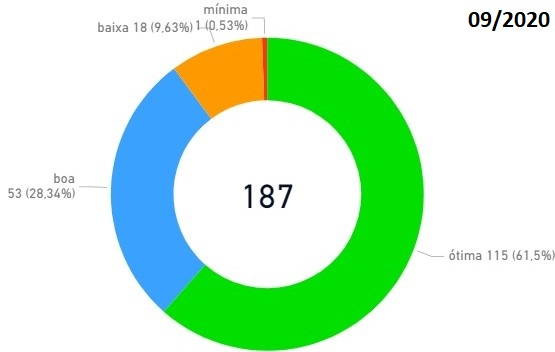 mínima
1 (0,53%)
09/2020
baixa 18 (9,63%)
boa
53 (28,34%)
187
ótima 115 (61,5%)